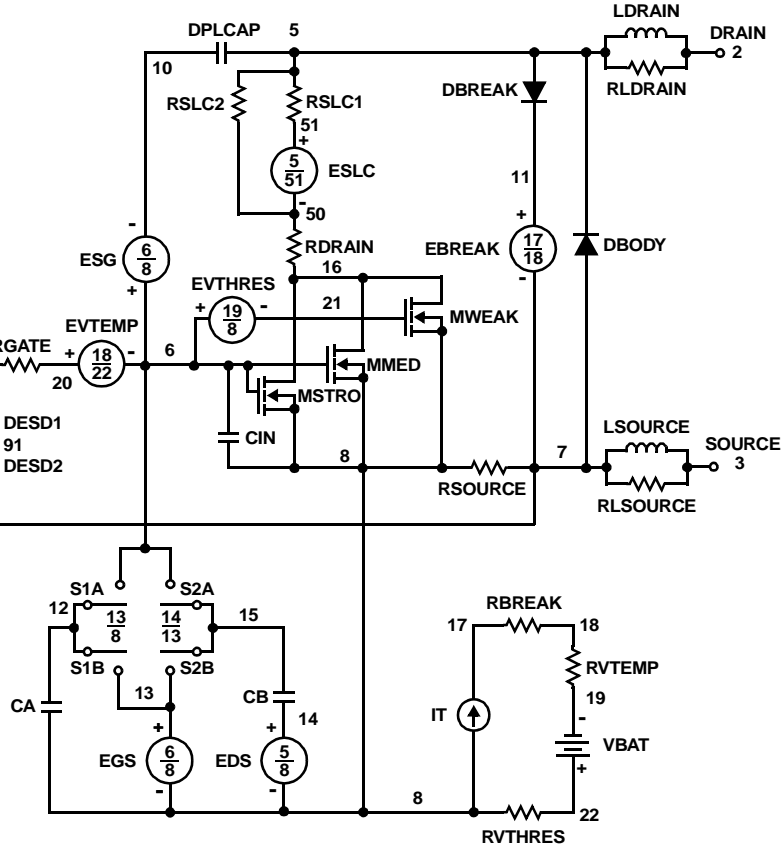 LDRAIN
DPLCAP 5 DRAIN
2
10
RLDRAIN
DBREAK
RSLC2 RSLC1
51
+
5
51
ESLC
11
-
50
-
+
RDRAIN
17
18
EBREAK
DBODY
ESG
6
8
16
-
+
EVTHRES
+
19
8
-
21
MWEAK
EVTEMP
RGATE
+
18
22
-
6
20
MMED
MSTRO
DESD1
91
DESD2
CIN
LSOURCE
8
7
SOURCE
3
RSOURCE
RLSOURCE
S1A S2A
12
13
8
14
13
15
RBREAK
17 18
S1B S2B
RVTEMP
13
CB
19
CA
14
IT
-
VBAT
+
+
+
EGS
6
8
EDS
5
8
-
-
8
22
RVTHRES